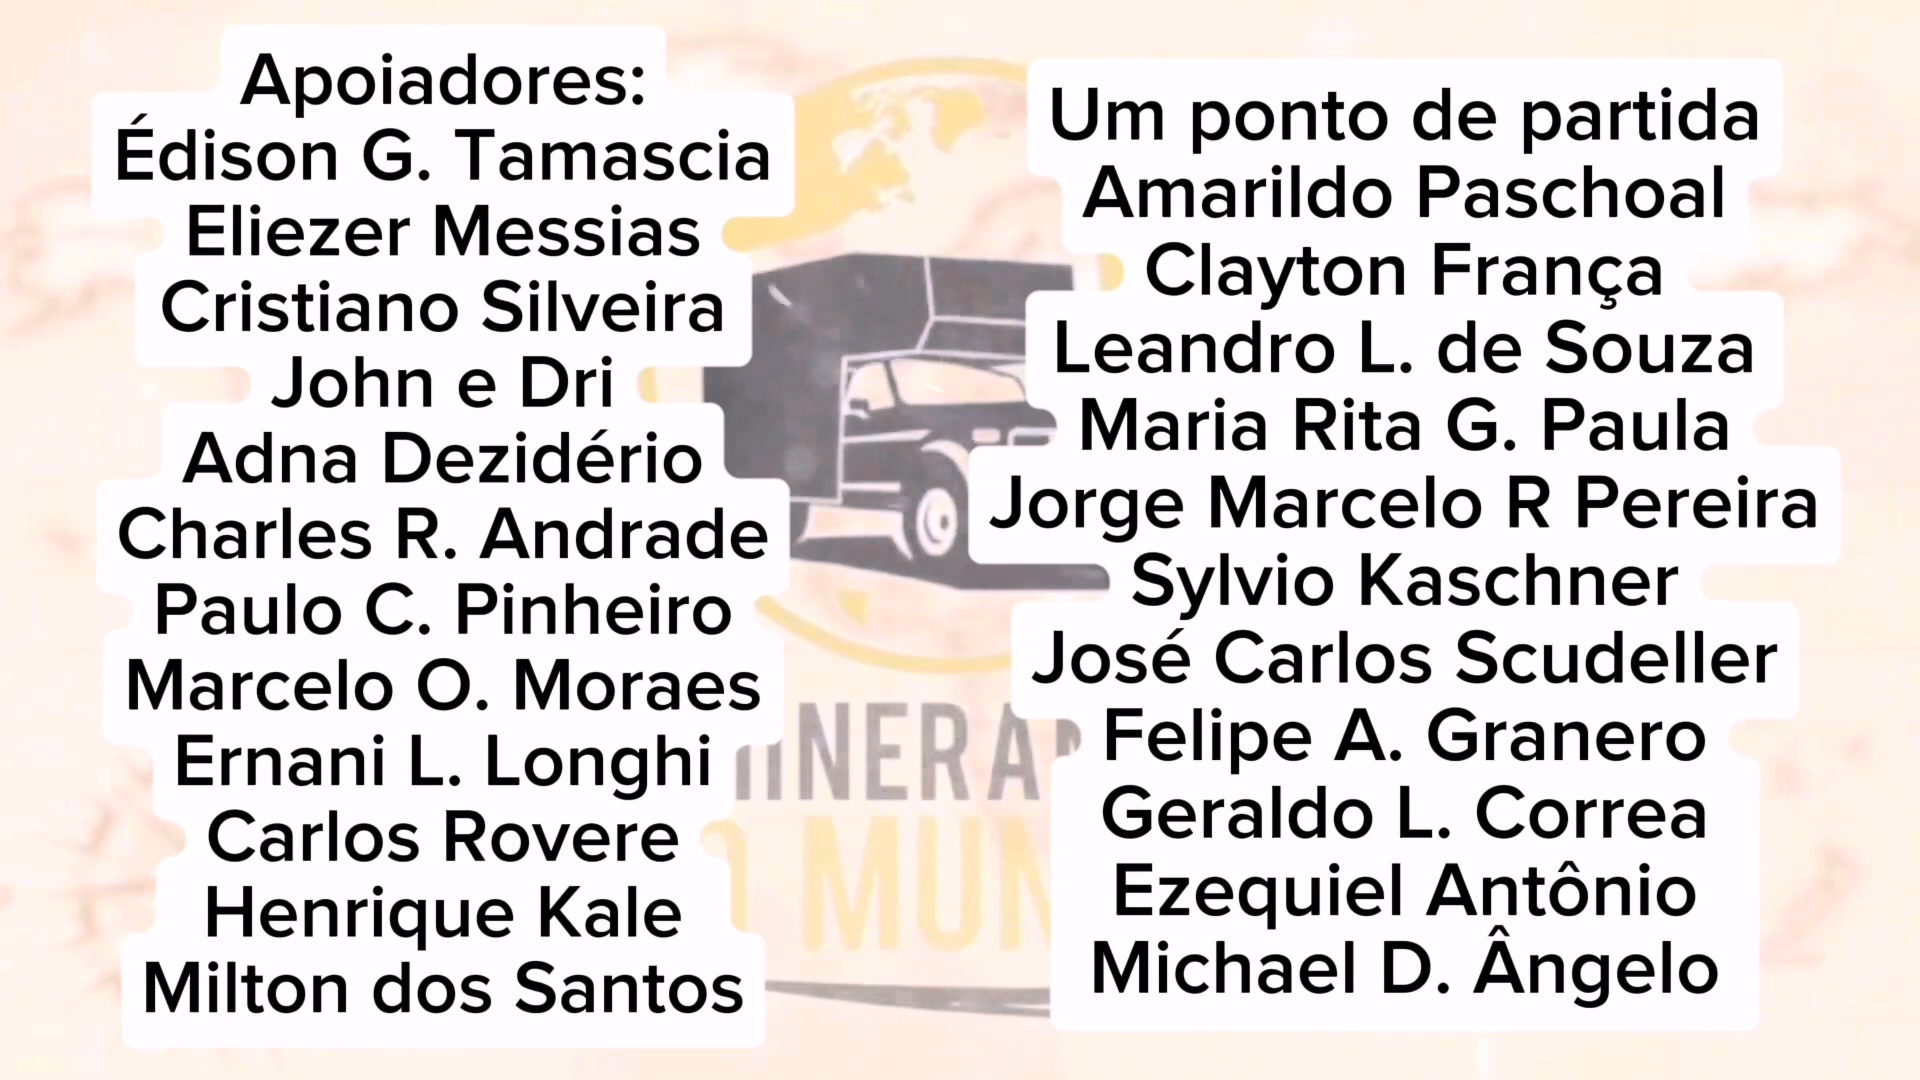 Apoiadores:
Édison G. Tamascia
Eliezer Messias
Cristiano Silveira
John e Dri
Adna Dezidério
Charles R. Andrade
Paulo C. Pinheiro
Marcelo O. Moraes
Ernani L. Longhi
Carlos Rovere
Henrique Kale
Milton dos Santos
Um ponto de partida
Amarildo Paschoal
Clayton França
Leandro L. de Souza
Maria Rita G. Paula
Jorge Marcelo R Pereira
Sylvio Kaschner
José Carlos Scudeller
Felipe A. Granero
Geraldo L. Correa
Ezequiel Antônio
Michael D. Ângelo